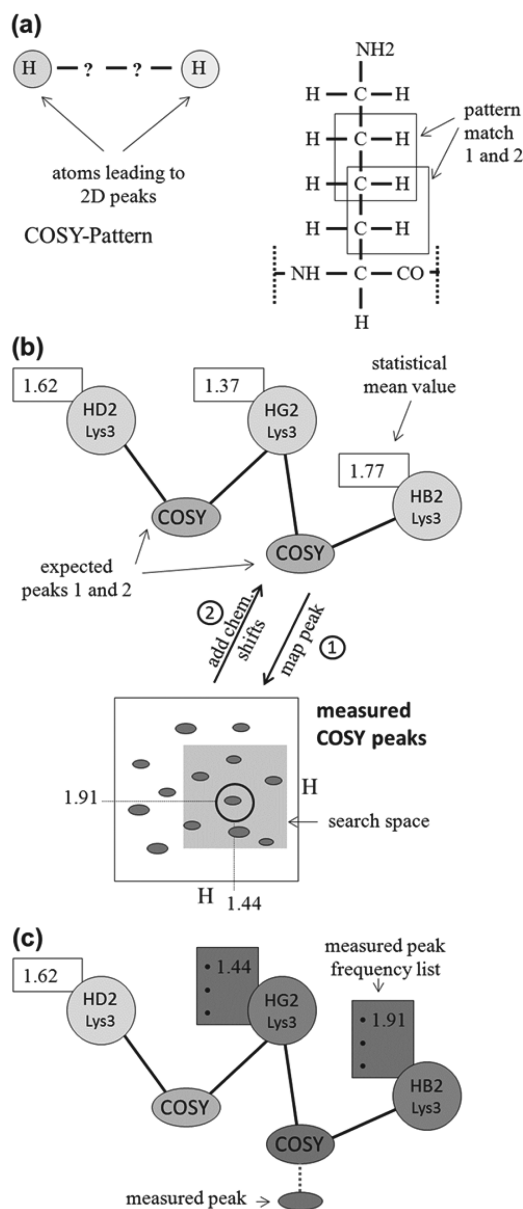 (a)
H – ? – ? – H
atoms leading to
2D peaks
COSY-Pattern
NH2
H C H
H C H
H C H
H C H
NH C CO
H
pattern
match
1 and 2
(b)
1.62
HD2
Lys3
1.37
HG2
Lys3
statistical
mean value
1.77
HB2
Lys3
COSY
COSY
expected
peaks 1 and 2
2
add chem.
shifts
map peak
1
measured
COSY peaks
1.91
H
search space
H
1.44
(c)
1.62
HD2
Lys3
• 1.44
•
•
HG2
Lys3
measured peak
frequency list
• 1.91
•
•
HB2
Lys3
COSY
COSY
measured peak